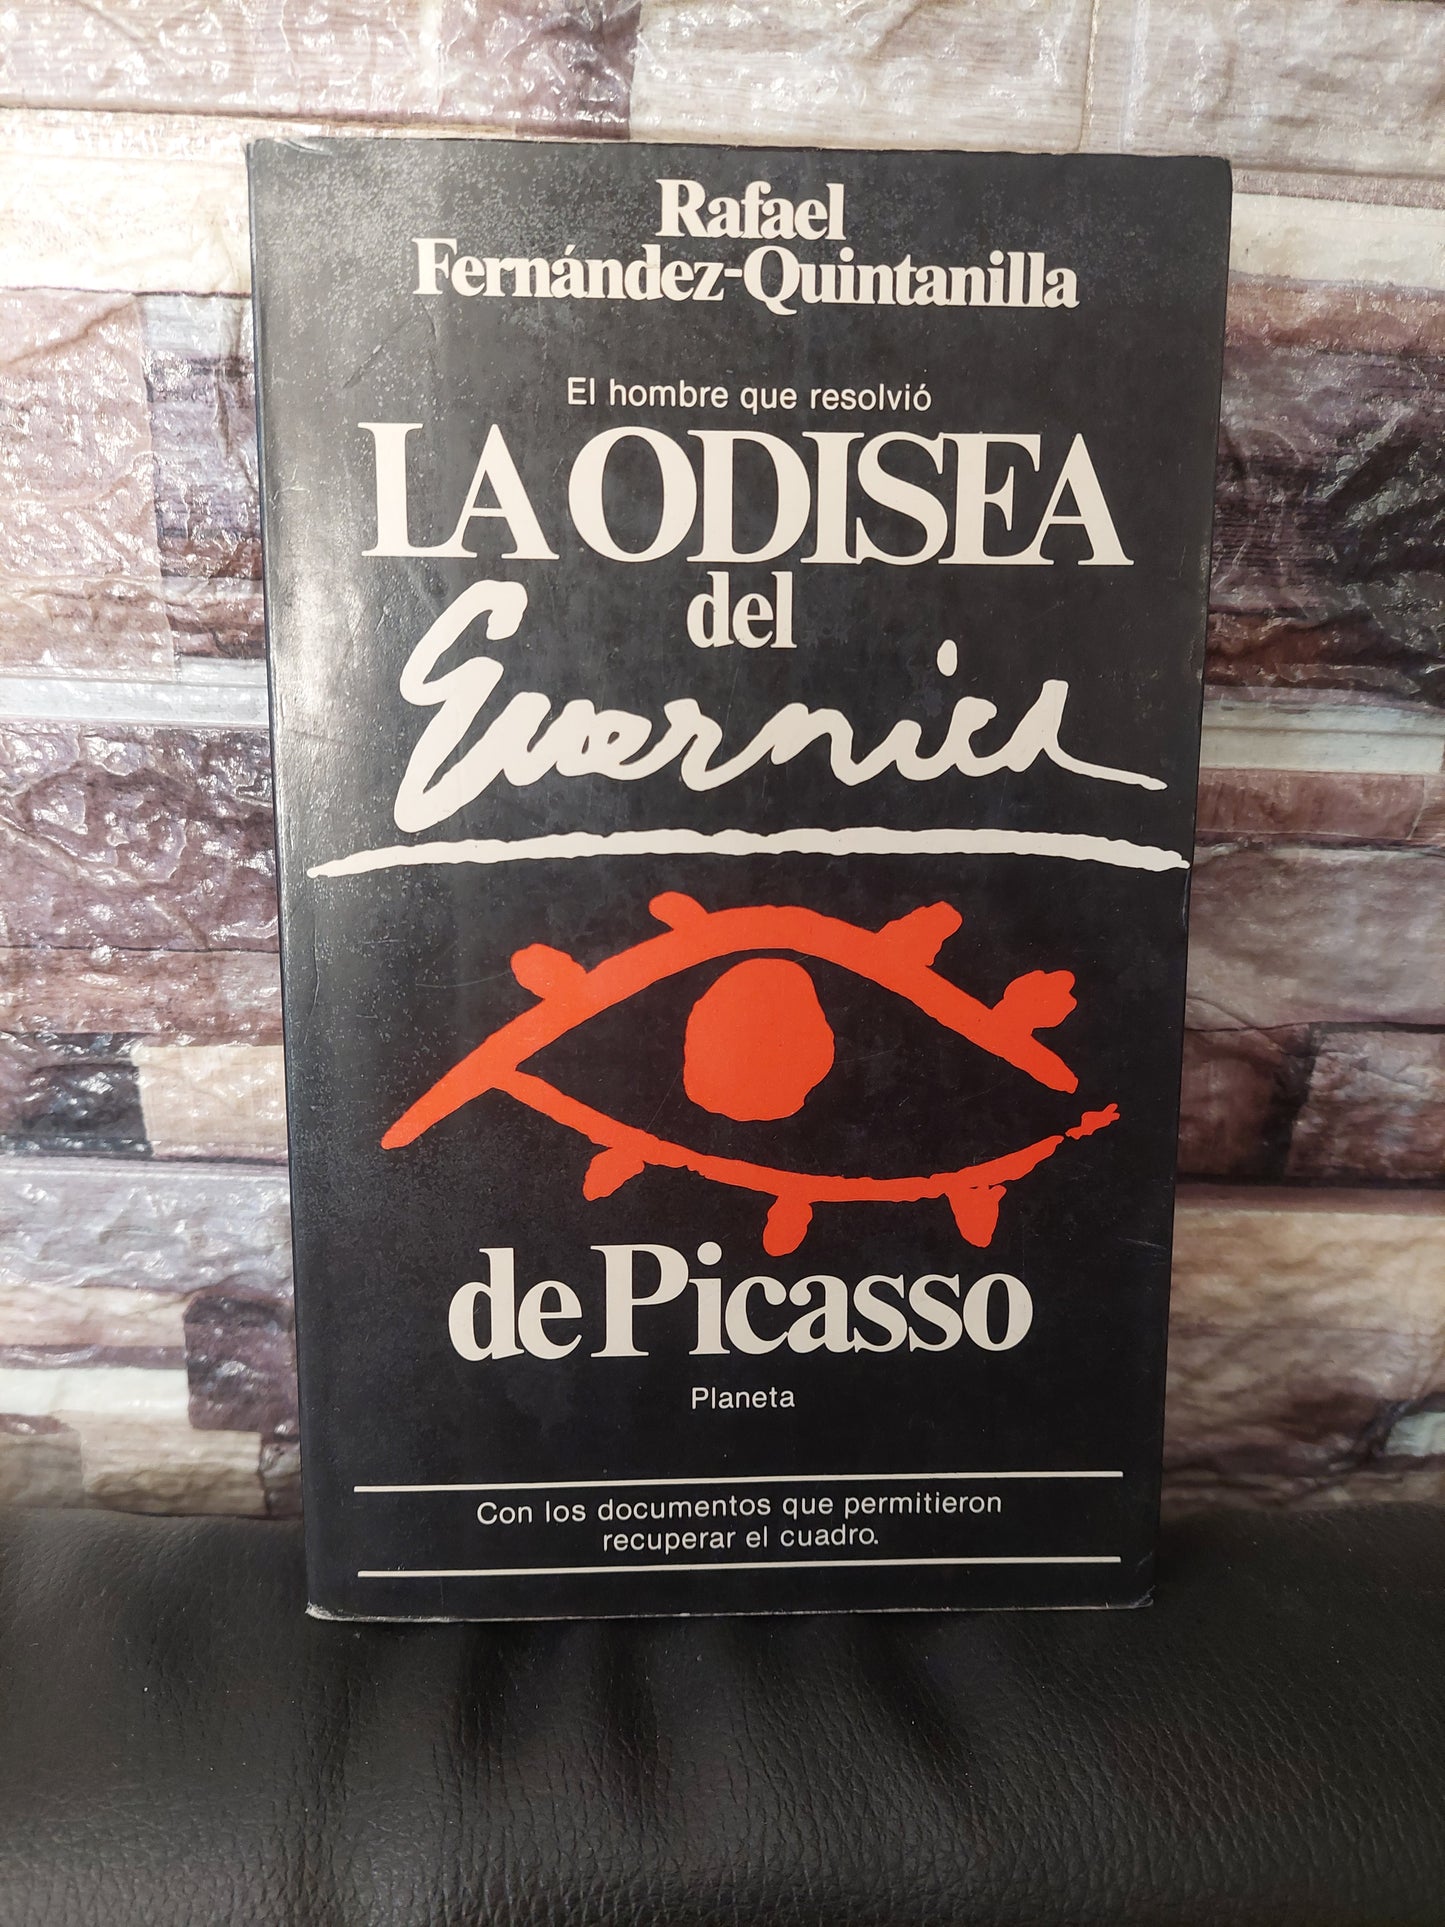 Rafael
Fernández-Quintanilla
El hombre que resolvió
LA ODISEA
del
Guernica
de Picasso
Planeta
Con los documentos que permitieron
recuperar el cuadro.